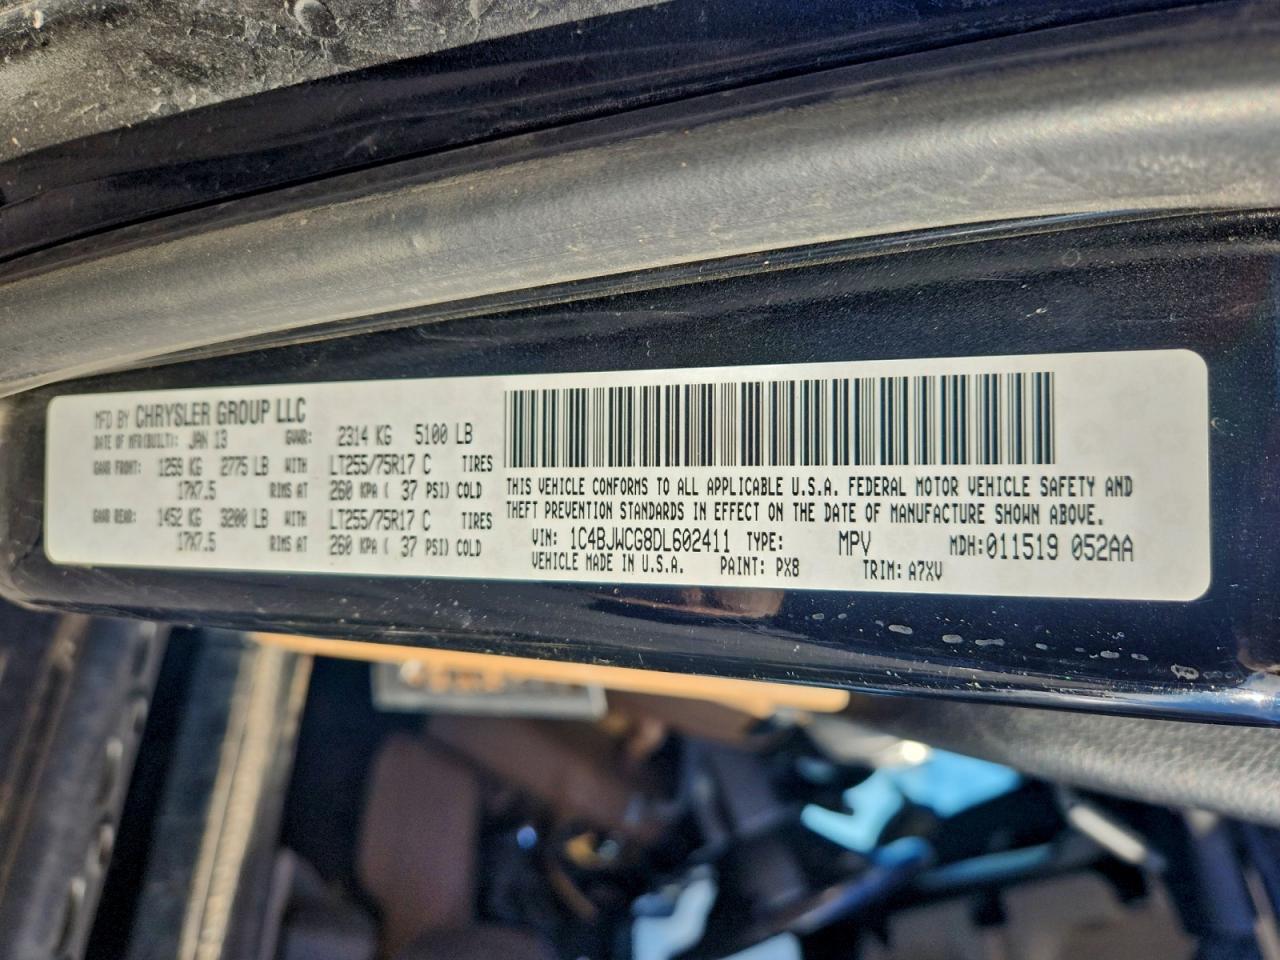 MFD BY CHRYSLER GROUP LLC
DATE OF MFR(BUILT): JAN 13 GVWR: 2314 KG 5100 LB
GAWR FRONT: 1259 KG 2775 LB WITH LT255/75R17 C TIRES
17X7.5 RIMS AT 260 KPA ( 37 PSI) COLD
GAWR REAR: 1452 KG 3200 LB WITH LT255/75R17 C TIRES
17X7.5 RIMS AT 260 KPA ( 37 PSI) COLD
THIS VEHICLE CONFORMS TO ALL APPLICABLE U.S.A. FEDERAL MOTOR VEHICLE SAFETY AND
THEFT PREVENTION STANDARDS IN EFFECT ON THE DATE OF MANUFACTURE SHOWN ABOVE.
VIN: 1C4BJWCG8DL602411 TYPE: MPV MDH:011519 052AA
VEHICLE MADE IN U.S.A. PAINT: PX8 TRIM: A7XV